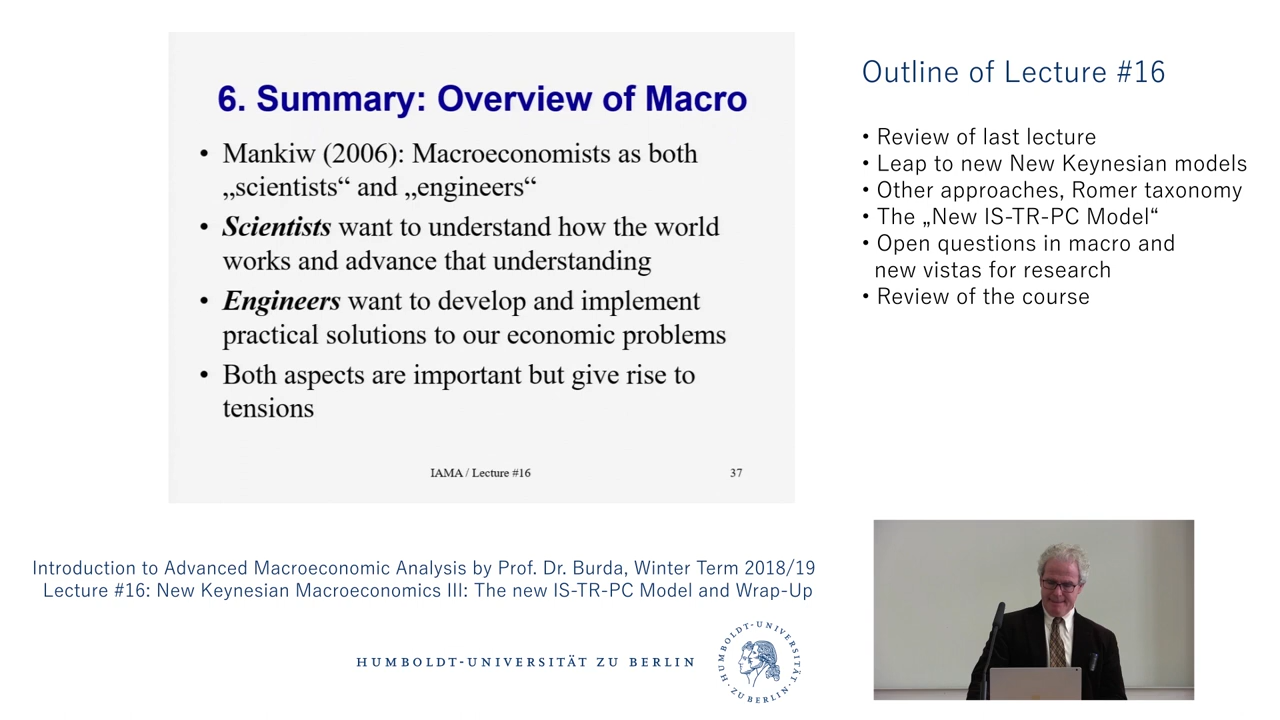 6. Summary: Overview of Macro
• Mankiw (2006): Macroeconomists as both
„scientists“ and „engineers“
• Scientists want to understand how the world
works and advance that understanding
• Engineers want to develop and implement
practical solutions to our economic problems
• Both aspects are important but give rise to
tensions
IAMA / Lecture #16
37
Outline of Lecture #16
• Review of last lecture
• Leap to new New Keynesian models
• Other approaches, Romer taxonomy
• The „New IS-TR-PC Model“
• Open questions in macro and
new vistas for research
• Review of the course
Introduction to Advanced Macroeconomic Analysis by Prof. Dr. Burda, Winter Term 2018/19
Lecture #16: New Keynesian Macroeconomics III: The new IS-TR-PC Model and Wrap-Up
HUMBOLDT-UNIVERSITÄT ZU BERLIN
HUMBOLDT-UNIVERSITÄT ZU BERLIN